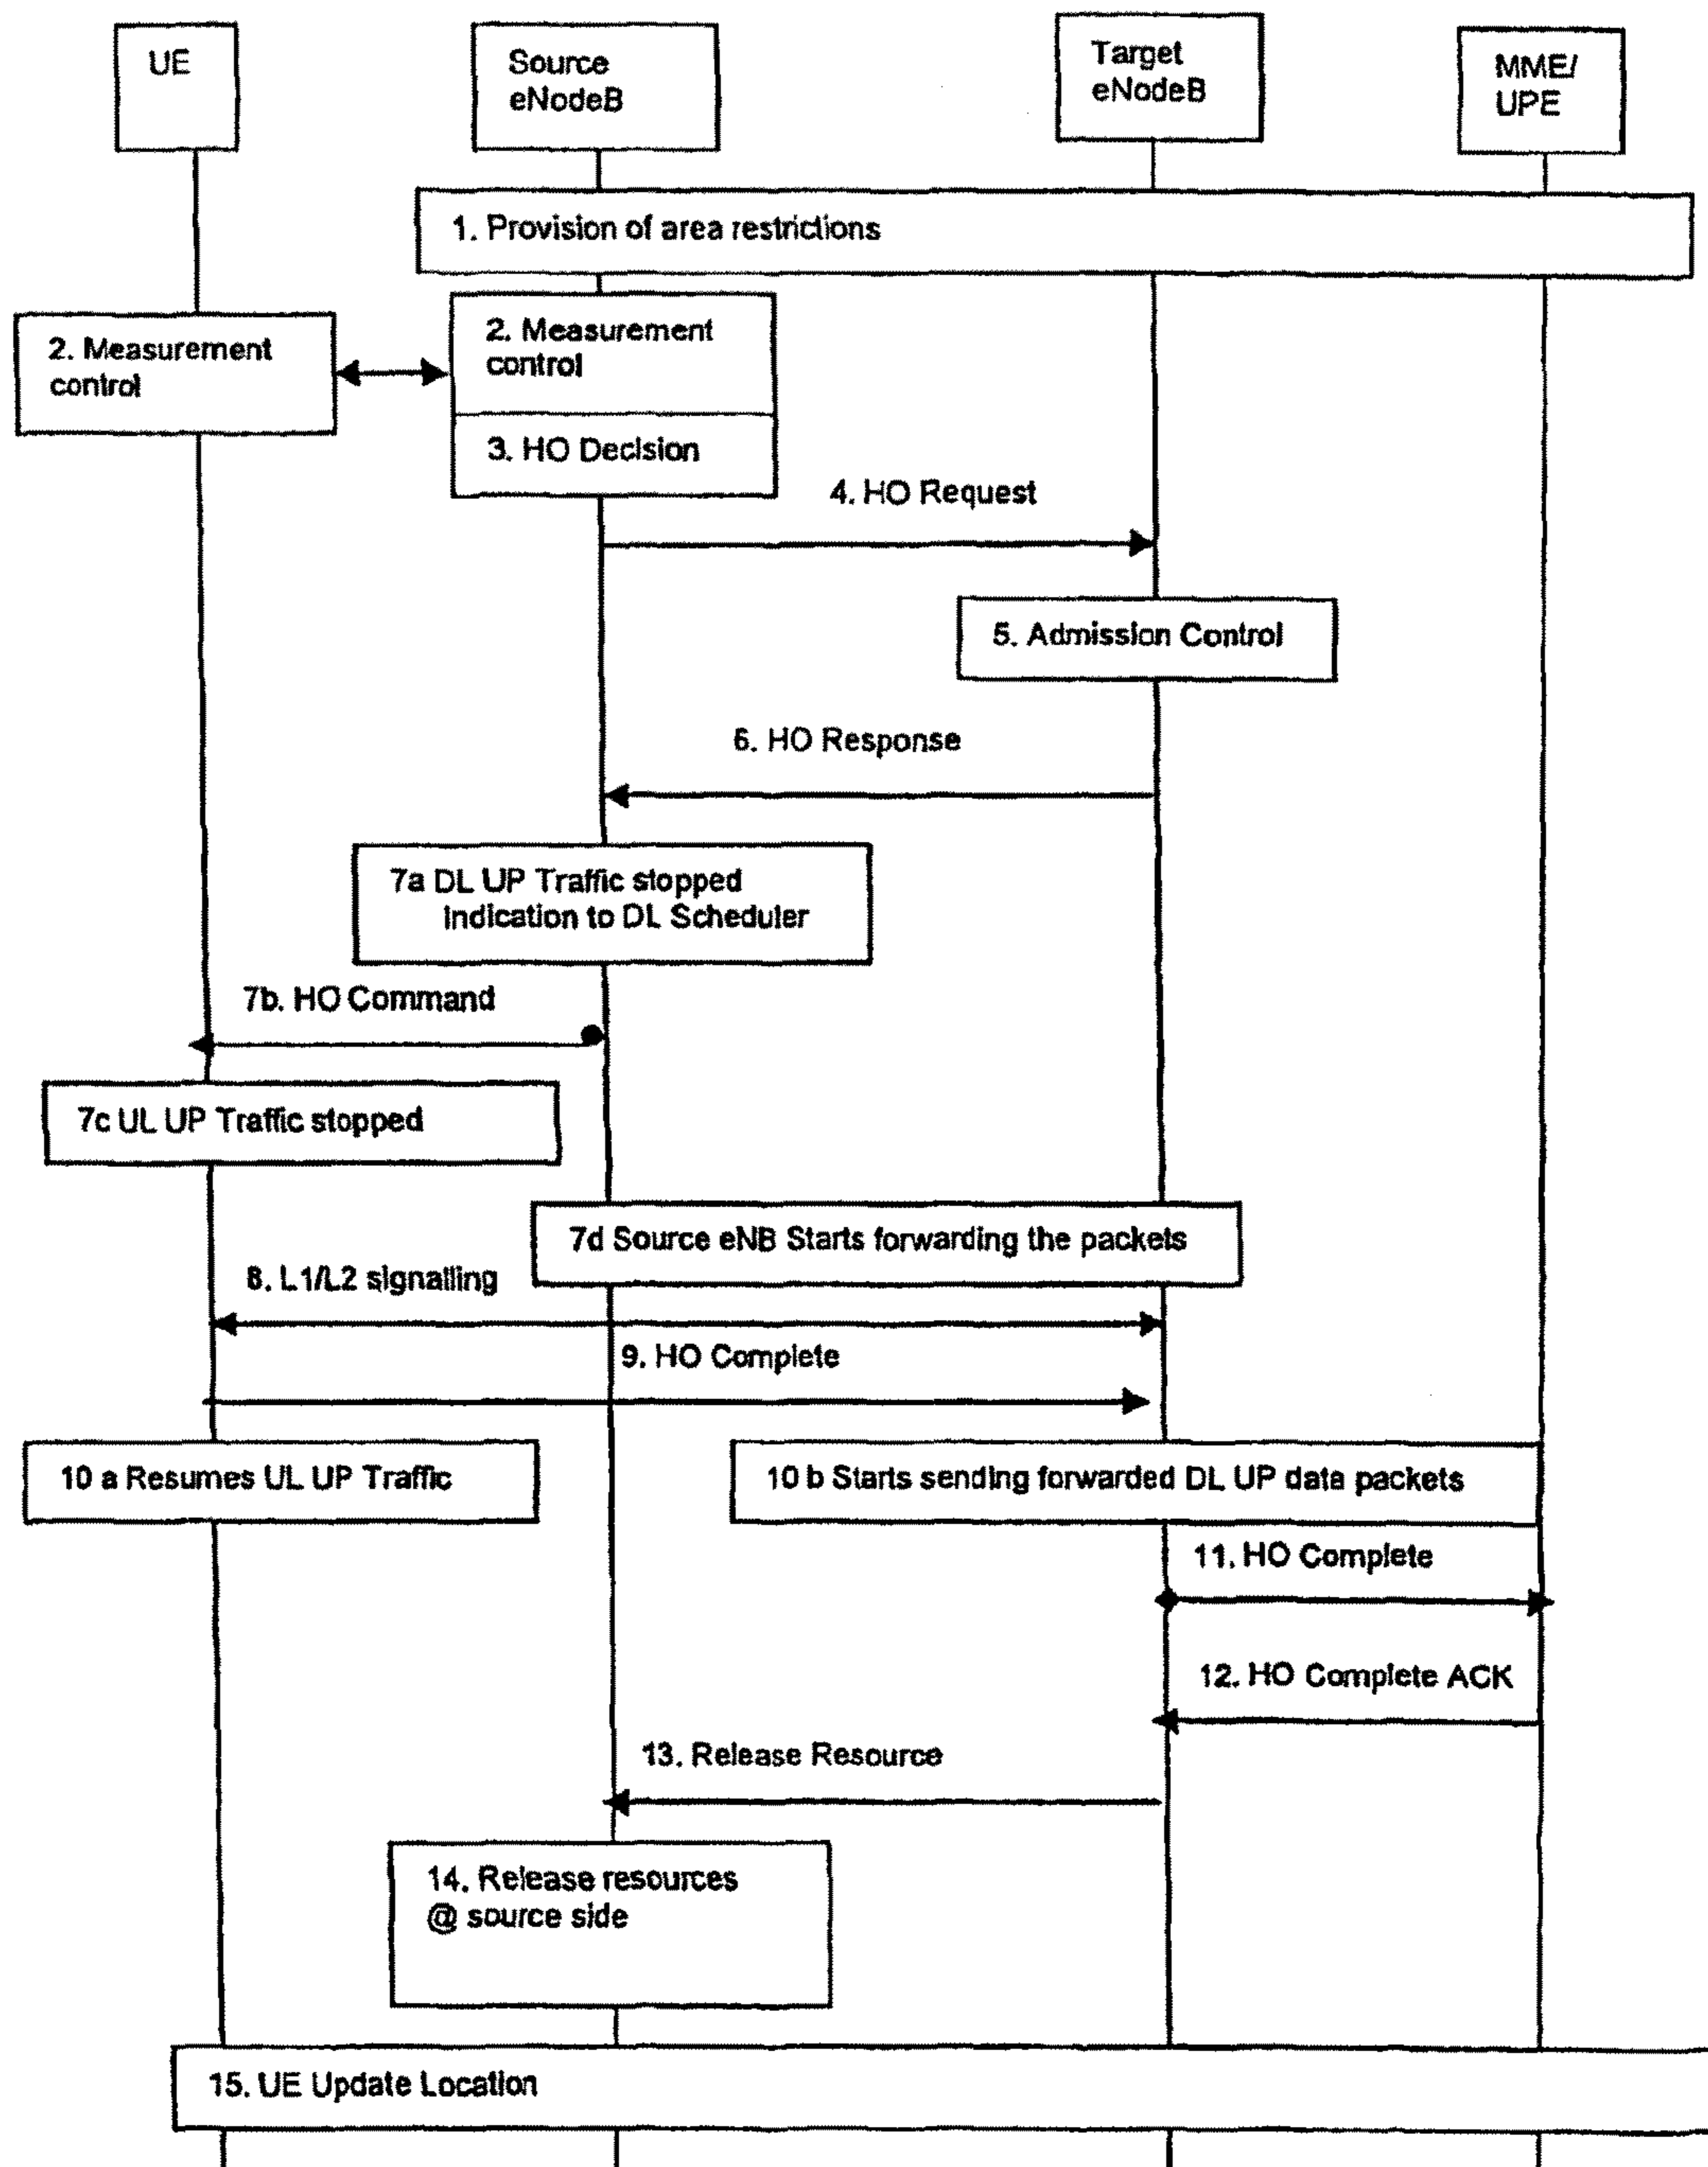 UE
Source
eNodeB
Target
eNodeB
MME/
UPE
1. Provision of area restrictions
2. Measurement
control
2. Measurement
control
3. HO Decision
4. HO Request
5. Admission Control
6. HO Response
7a DL UP Traffic stopped
Indication to DL Scheduler
7b. HO Command
7c UL UP Traffic stopped
7d Source eNB Starts forwarding the packets
8. L1/L2 signalling
9. HO Complete
10 a Resumes UL UP Traffic
10 b Starts sending forwarded DL UP data packets
11. HO Complete
12. HO Complete ACK
13. Release Resource
14. Release resources
@ source side
15. UE Update Location